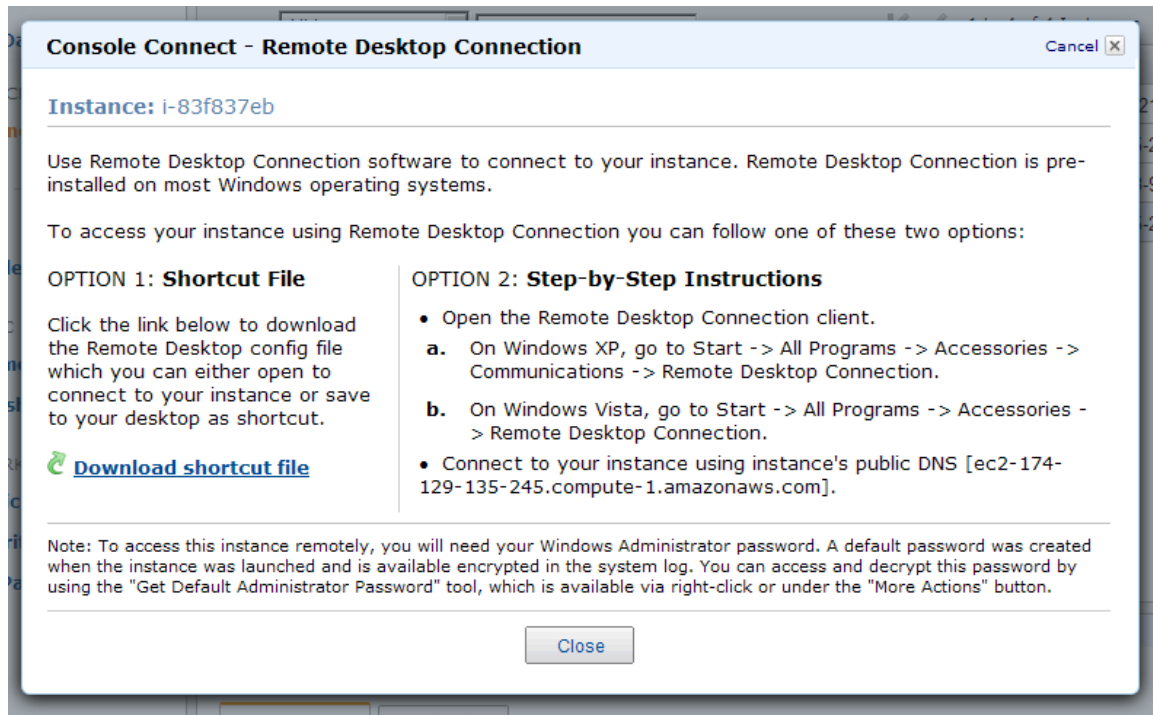 Console Connect - Remote Desktop Connection
Cancel
Instance: i-83f837eb
Use Remote Desktop Connection software to connect to your instance. Remote Desktop Connection is pre-
installed on most Windows operating systems.
To access your instance using Remote Desktop Connection you can follow one of these two options:
OPTION 1: Shortcut File
Click the link below to download
the Remote Desktop config file
which you can either open to
connect to your instance or save
to your desktop as shortcut.
Download shortcut file
OPTION 2: Step-by-Step Instructions
• Open the Remote Desktop Connection client.
a. On Windows XP, go to Start -> All Programs -> Accessories ->
Communications -> Remote Desktop Connection.
b. On Windows Vista, go to Start -> All Programs -> Accessories -
> Remote Desktop Connection.
• Connect to your instance using instance's public DNS [ec2-174-
129-135-245.compute-1.amazonaws.com].
Note: To access this instance remotely, you will need your Windows Administrator password. A default password was created
when the instance was launched and is available encrypted in the system log. You can access and decrypt this password by
using the "Get Default Administrator Password" tool, which is available via right-click or under the "More Actions" button.
Close